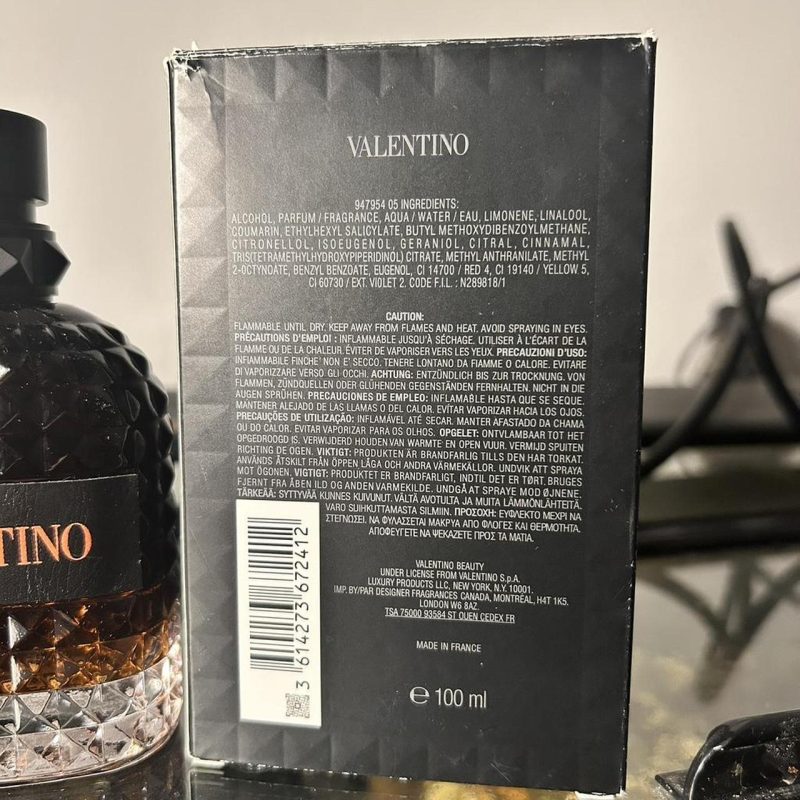 VALENTINO
947954 05 INGREDIENTS:
ALCOHOL, PARFUM / FRAGRANCE, AQUA / WATER / EAU, LIMONENE, LINALOOL,
COUMARIN, ETHYLHEXYL SALICYLATE, BUTYL METHOXYDIBENZOYLMETHANE,
CITRONELLOL, ISOEUGENOL, GERANIOL, CITRAL, CINNAMAL,
TRIS(TETRAMETHYLHYDROXYPIPERIDINOL) CITRATE, METHYL ANTHRANILATE, METHYL
2-OCTYNOATE, BENZYL BENZOATE, EUGENOL, CI 14700 / RED 4, CI 19140 / YELLOW 5,
CI 60730 / EXT. VIOLET 2. CODE F.I.L. : N289818/1
CAUTION:
FLAMMABLE UNTIL DRY. KEEP AWAY FROM FLAMES AND HEAT. AVOID SPRAYING IN EYES.
PRÉCAUTIONS D'EMPLOI : INFLAMMABLE JUSQU'À SÉCHAGE. UTILISER À L'ÉCART DE LA
FLAMME OU DE LA CHALEUR. ÉVITER DE VAPORISER VERS LES YEUX. PRECAUZIONI D'USO:
INFIAMMABILE FINCHE' NON E' SECCO. TENERE LONTANO DA FIAMME O CALORE. EVITARE
DI VAPORIZZARE VERSO GLI OCCHI. ACHTUNG: ENTZÜNDLICH BIS ZUR TROCKNUNG. VON
FLAMMEN, ZÜNDQUELLEN ODER GLÜHENDEN GEGENSTÄNDEN FERNHALTEN. NICHT IN DIE
AUGEN SPRÜHEN. PRECAUCIONES DE EMPLEO: INFLAMABLE HASTA QUE SE SEQUE.
MANTENER ALEJADO DE LAS LLAMAS O DEL CALOR. EVÍTAR VAPORIZAR HACIA LOS OJOS.
PRECAUÇÕES DE UTILIZAÇÃO: INFLAMÁVEL ATÉ SECAR. MANTER AFASTADO DA CHAMA
OU DO CALOR. EVITAR VAPORIZAR PARA OS OLHOS. OPGELET: ONTVLAMBAAR TOT HET
OPGEDROOGD IS. VERWIJDERD HOUDEN VAN WARMTE EN OPEN VUUR. VERMIJD SPUITEN
RICHTING DE OGEN. VIKTIGT: PRODUKTEN ÄR BRANDFARLIG TILLS DEN HAR TORKAT.
ANVÄNDS ÅTSKILT FRÅN ÖPPEN LÅGA OCH ANDRA VÄRMEKÄLLOR. UNDVIK ATT SPRAYA
MOT ÖGONEN. VIGTIGT: PRODUKTET ER BRANDFARLIGT, INDTIL DET ER TØRT. BRUGES
FJERNT FRA ÅBEN ILD OG ANDEN VARMEKILDE. UNDGÅ AT SPRAYE MOD ØJNENE.
TÄRKEÄÄ: SYTTYVÄÄ KUNNES KUIVUNUT. VÄLTÄ AVOTULTA JA MUITA LÄMMÖNLÄHTEITÄ.
VARO SUIHKUTTAMASTA SILMIIN. ΠΡΟΣΟΧΗ: ΕΥΦΛΕΚΤΟ ΜΕΧΡΙ ΝΑ
ΣΤΕΓΝΩΣΕΙ. ΝΑ ΦΥΛΑΣΣΕΤΑΙ ΜΑΚΡΥΑ ΑΠΟ ΦΛΟΓΕΣ ΚΑΙ ΘΕΡΜΟΤΗΤΑ.
ΑΠΟΦΕΥΓΕΤΕ ΝΑ ΨΕΚΑΖΕΤΕ ΠΡΟΣ ΤΑ ΜΑΤΙΑ.
VALENTINO BEAUTY
UNDER LICENSE FROM VALENTINO S.p.A.
LUXURY PRODUCTS LLC, NEW YORK, N.Y. 10001.
IMP. BY/PAR DESIGNER FRAGRANCES CANADA, MONTRÉAL, H4T 1K5.
LONDON W6 8AZ.
TSA 75000 93584 ST OUEN CEDEX FR
MADE IN FRANCE
℮ 100 ml
3 614273 672412
TINO